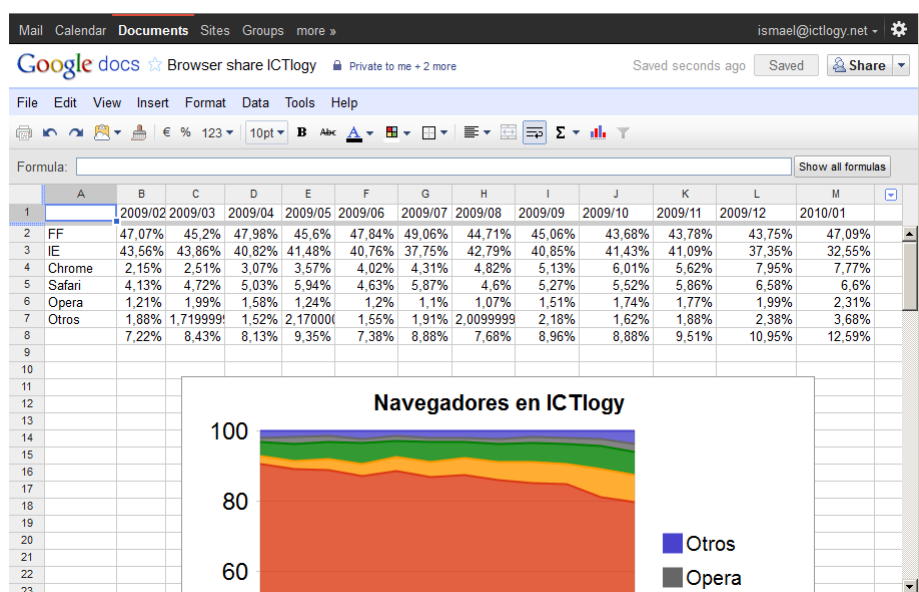 Mail Calendar Documents Sites Groups more » ismael@ictlogy.net
Google docs Browser share ICTlogy Private to me + 2 more Saved seconds ago Saved Share
File Edit View Insert Format Data Tools Help
€ % 123 10pt B Abc A Σ
Formula: Show all formulas
A B C D E F G H I J K L M
1 2009/02 2009/03 2009/04 2009/05 2009/06 2009/07 2009/08 2009/09 2009/10 2009/11 2009/12 2010/01
2 FF 47,07% 45,2% 47,98% 45,6% 47,84% 49,06% 44,71% 45,06% 43,68% 43,78% 43,75% 47,09%
3 IE 43,56% 43,86% 40,82% 41,48% 40,76% 37,75% 42,79% 40,85% 41,43% 41,09% 37,35% 32,55%
4 Chrome 2,15% 2,51% 3,07% 3,57% 4,02% 4,31% 4,82% 5,13% 6,01% 5,62% 7,95% 7,77%
5 Safari 4,13% 4,72% 5,03% 5,94% 4,63% 5,87% 4,6% 5,27% 5,52% 5,86% 6,58% 6,6%
6 Opera 1,21% 1,99% 1,58% 1,24% 1,2% 1,1% 1,07% 1,51% 1,74% 1,77% 1,99% 2,31%
7 Otros 1,88% 1,719999 1,52% 2,17000 1,55% 1,91% 2,0099999 2,18% 1,62% 1,88% 2,38% 3,68%
8 7,22% 8,43% 8,13% 9,35% 7,38% 8,88% 7,68% 8,96% 8,88% 9,51% 10,95% 12,59%
9
10
11
12
13
14
15
16
17
18
19
20
21
22
23
Navegadores en ICTlogy
100
80
60
Otros
Opera